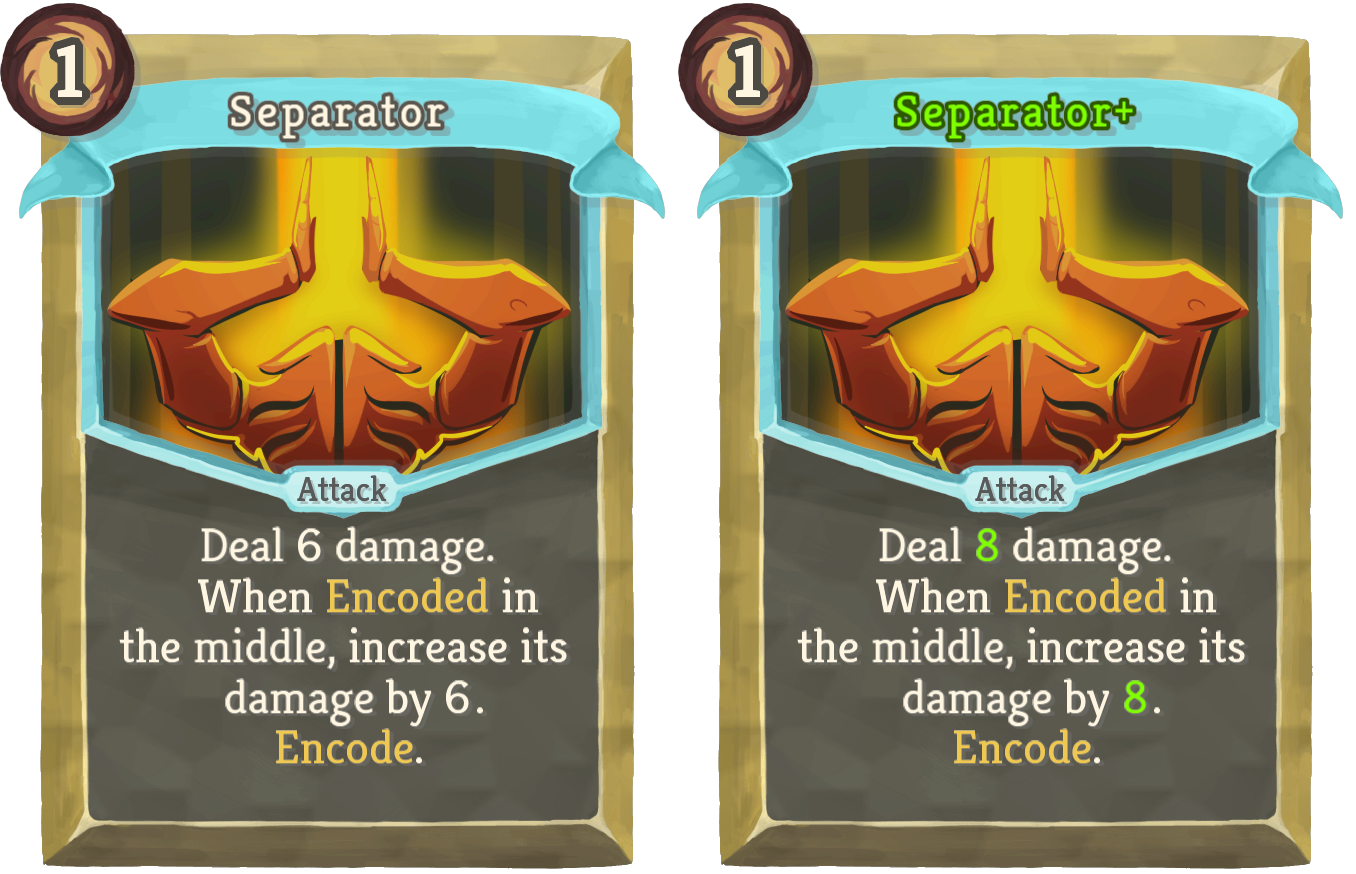 1
Separator
Attack
Deal 6 damage.
When Encoded in
the middle, increase its
damage by 6.
Encode.
1
Separator+
Attack
Deal 8 damage.
When Encoded in
the middle, increase its
damage by 8.
Encode.